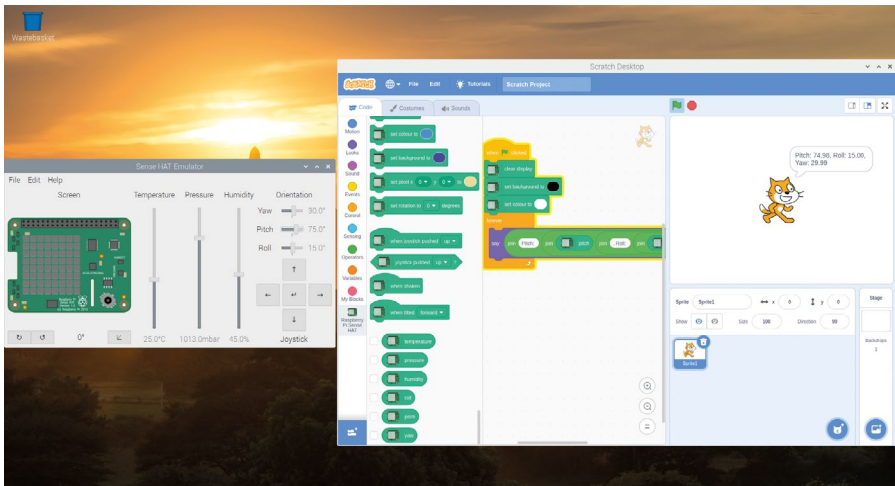 Wastebasket
Sense HAT Emulator
File Edit Help
Screen
Temperature
Pressure
Humidity
Orientation
Yaw 30.0°
Pitch 75.0°
Roll 15.0°
0°
25.0°C
1013.0mbar
45.0%
Joystick
Scratch Desktop
SCRATCH
File
Edit
Tutorials
Scratch Project
Code
Costumes
Sounds
Motion
Looks
Sound
Events
Control
Sensing
Operators
Variables
My Blocks
Raspberry
Pi Sense
HAT
set colour to
set background to
set pixel x 0 y 0 to
set rotation to 0 degrees
when joystick pushed up
joystick pushed up ?
when shaken
when tilted forward
temperature
pressure
humidity
roll
pitch
yaw
when clicked
clear display
set background to
set colour to
forever
say join Pitch: join pitch join Roll: join
Pitch: 74.98, Roll: 15.00,
Yaw: 29.99
Sprite Sprite1 x 0 y 0
Show Size 100 Direction 90
Sprite1
Stage
Backdrops
1